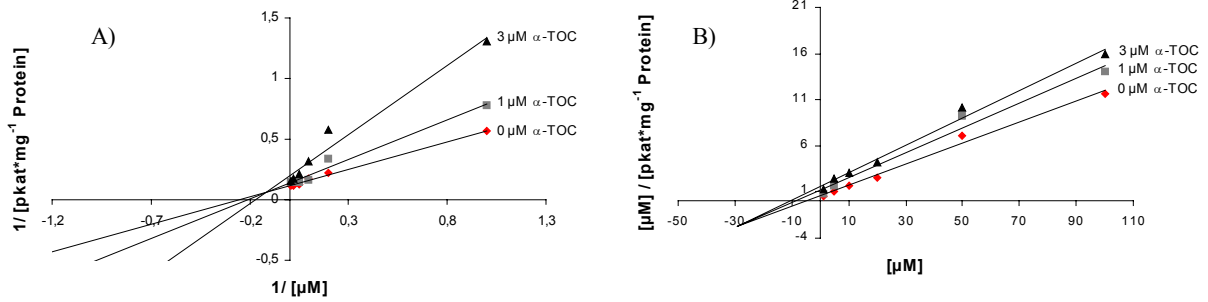 A)
1/ [pkat*mg⁻¹ Protein]
1,5
1
0,5
0
-0,5
-1,2
-0,7
-0,2
0,3
0,8
1,3
3 µM α-TOC
1 µM α-TOC
0 µM α-TOC
1/ [µM]
B)
[µM] / [pkat*mg⁻¹ Protein]
21
16
11
6
1
-4
-50
-30
-10
10
30
50
70
90
110
3 µM α-TOC
1 µM α-TOC
0 µM α-TOC
[µM]